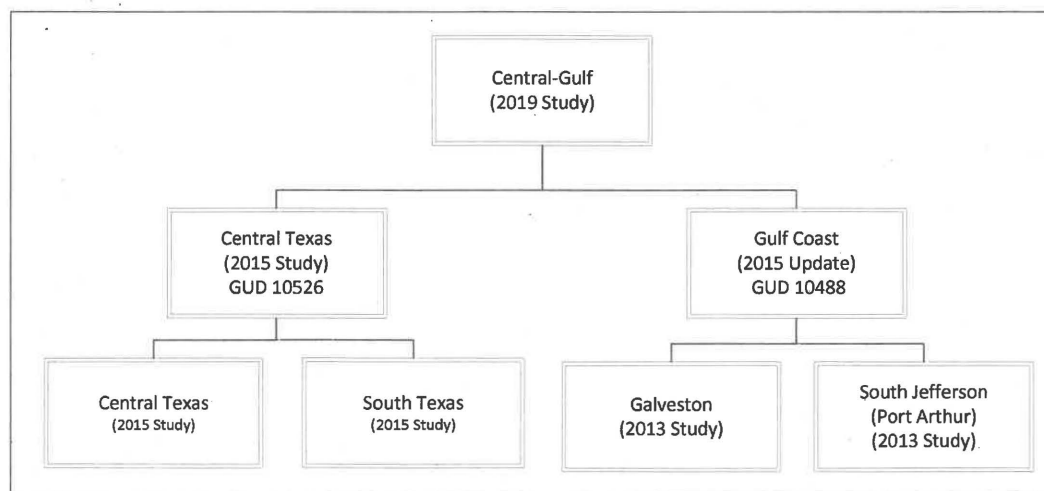 Central-Gulf
(2019 Study)
Central Texas
(2015 Study)
GUD 10526
Gulf Coast
(2015 Update)
GUD 10488
Central Texas
(2015 Study)
South Texas
(2015 Study)
Galveston
(2013 Study)
South Jefferson
(Port Arthur)
(2013 Study)